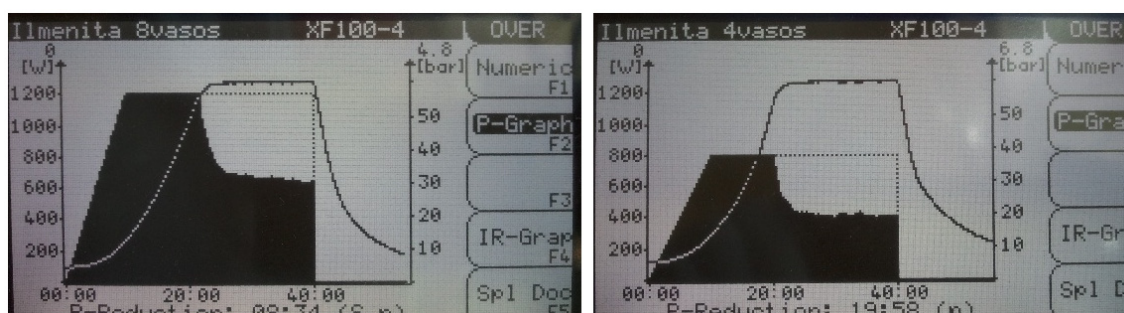 Ilmenita 8vasos XF100-4 OVER
0 4.8
[W] [bar] Numeric
F1
1200
50 P-Graph
1000 F2
800 40
600 30
F3
400 20
200 10 IR-Grap
F4
00:00 20:00 40:00 Spl Doc
P-Reduction: 08:34 (S p) F5
Ilmenita 4vasos XF100-4 OVER
0 6.8
[W] [bar] Numer
1200
50
1000 P-Gra
800 40
600 30
400 20
200 10 IR-Gr
00:00 20:00 40:00 Spl D
P-Reduction: 19:58 (p)